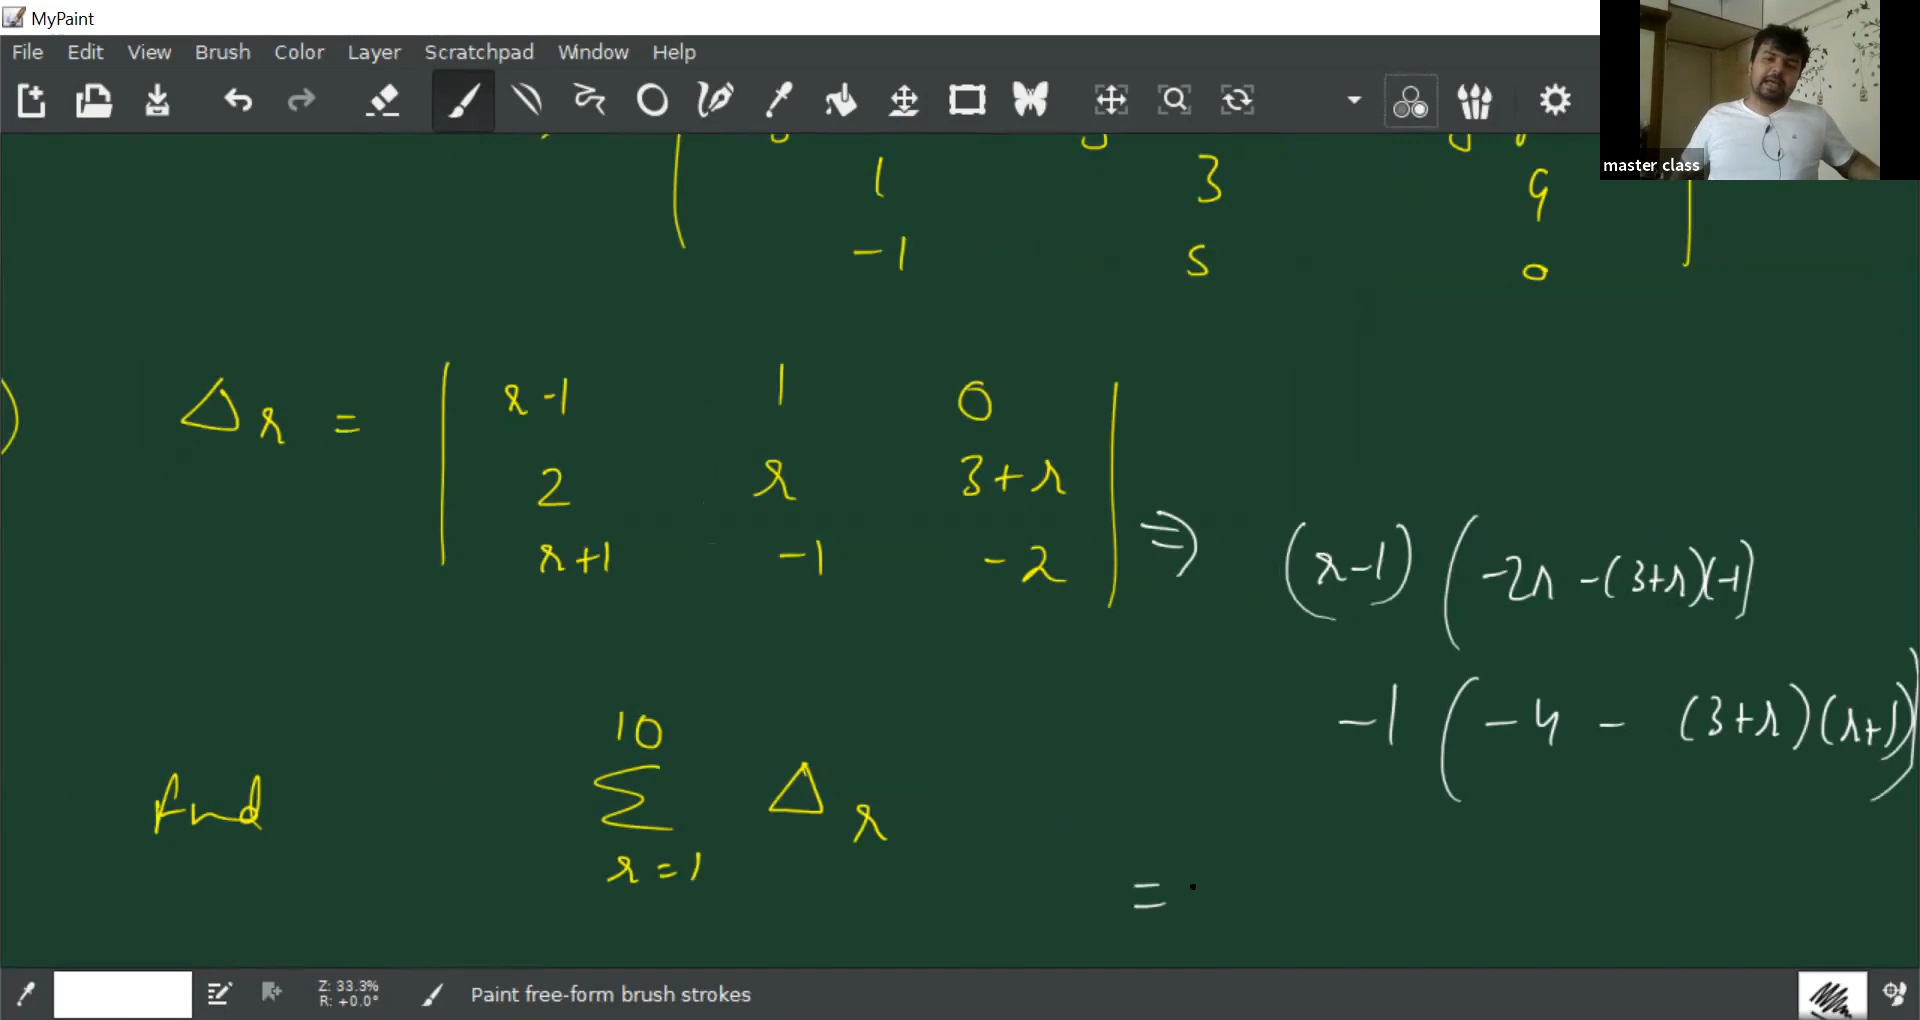 MyPaint
File Edit View Brush Color Layer Scratchpad Window Help
master class
1 3 9
-1 5 0
) Δr = | r-1 1 0 |
| 2 r 3+r |
| r+1 -1 -2 | ⇒ (r-1) ( -2r -(3+r)(-1)
-1 ( -4 - (3+r)(r+1))
find
10
Σ Δr
r=1
=
Z: 33.3%
R: +0.0°
Paint free-form brush strokes